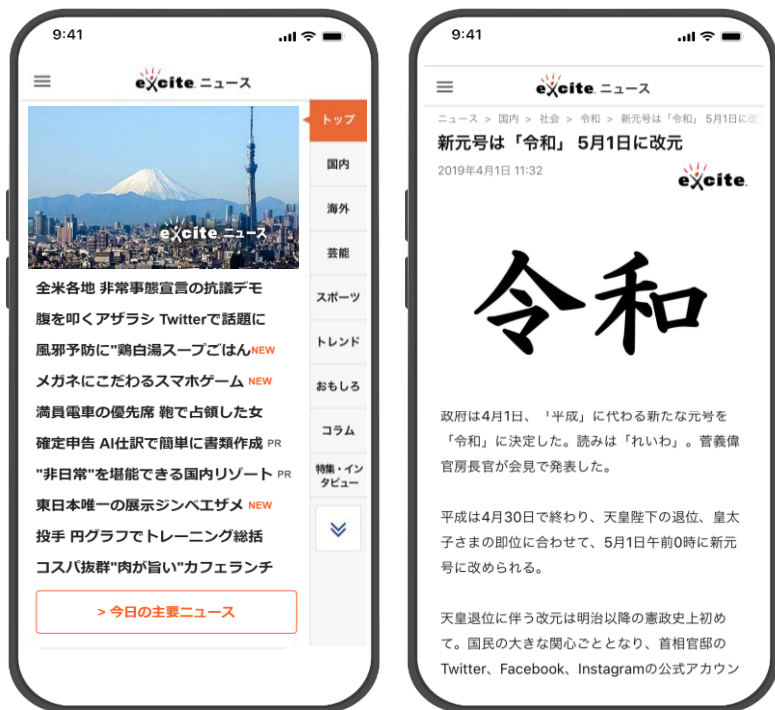 9:41
excite ニュース
excite ニュース
トップ
国内
海外
芸能
スポーツ
トレンド
おもしろ
コラム
特集・イン
タビュー
全米各地 非常事態宣言の抗議デモ
腹を叩くアザラシ Twitterで話題に
風邪予防に"鶏白湯スープごはんNEW
メガネにこだわるスマホゲーム NEW
満員電車の優先席 鞄で占領した女
確定申告 AI仕訳で簡単に書類作成 PR
"非日常"を堪能できる国内リゾート PR
東日本唯一の展示ジンベエザメ NEW
投手 円グラフでトレーニング総括
コスパ抜群"肉が旨い"カフェランチ
> 今日の主要ニュース
9:41
excite ニュース
ニュース > 国内 > 社会 > 令和 > 新元号は「令和」 5月1日に改
新元号は「令和」 5月1日に改元
2019年4月1日 11:32
excite.
令和
政府は4月1日、「平成」に代わる新たな元号を
「令和」に決定した。読みは「れいわ」。菅義偉
官房長官が会見で発表した。
平成は4月30日で終わり、天皇陛下の退位、皇太
子さまの即位に合わせて、5月1日午前0時に新元
号に改められる。
天皇退位に伴う改元は明治以降の憲政史上初め
て。国民の大きな関心ごととなり、首相官邸の
Twitter、Facebook、Instagramの公式アカウン